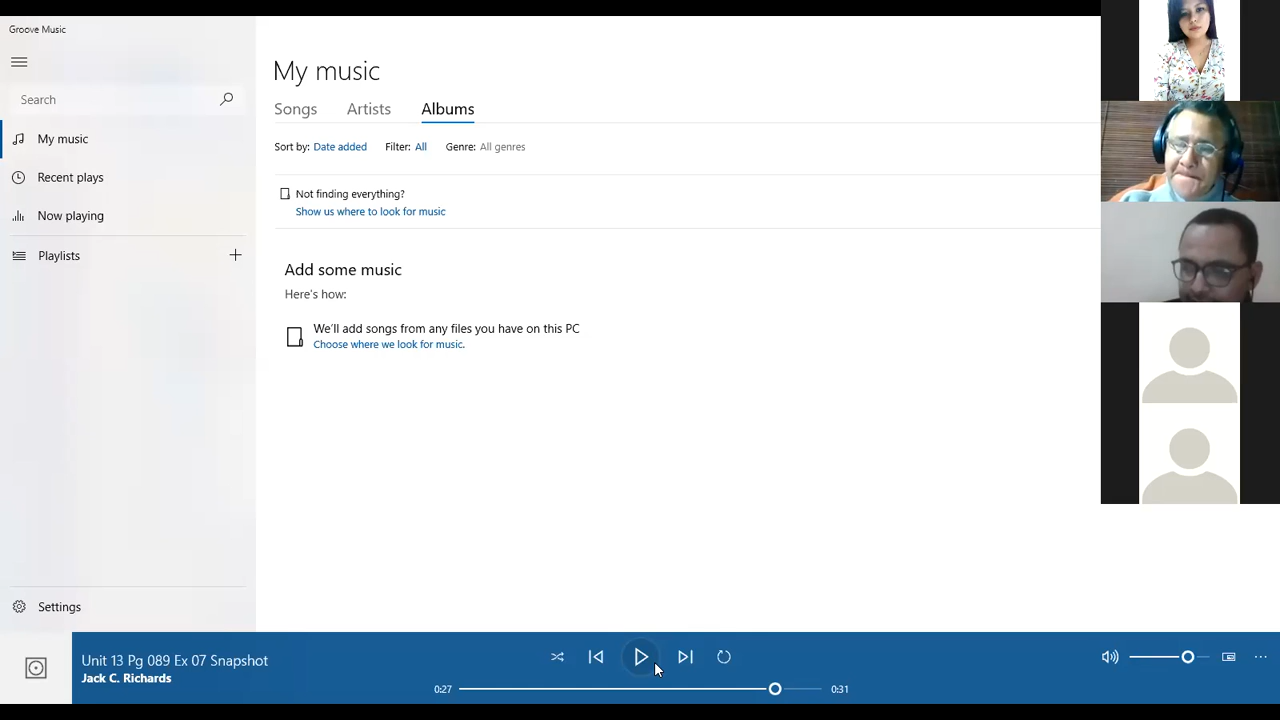 Groove Music
Search
My music
Recent plays
Now playing
Playlists
Settings
My music
Songs Artists Albums
Sort by: Date added Filter: All Genre: All genres
Not finding everything?
Show us where to look for music
Add some music
Here's how:
We'll add songs from any files you have on this PC
Choose where we look for music.
Unit 13 Pg 089 Ex 07 Snapshot
Jack C. Richards
0:27 0:31